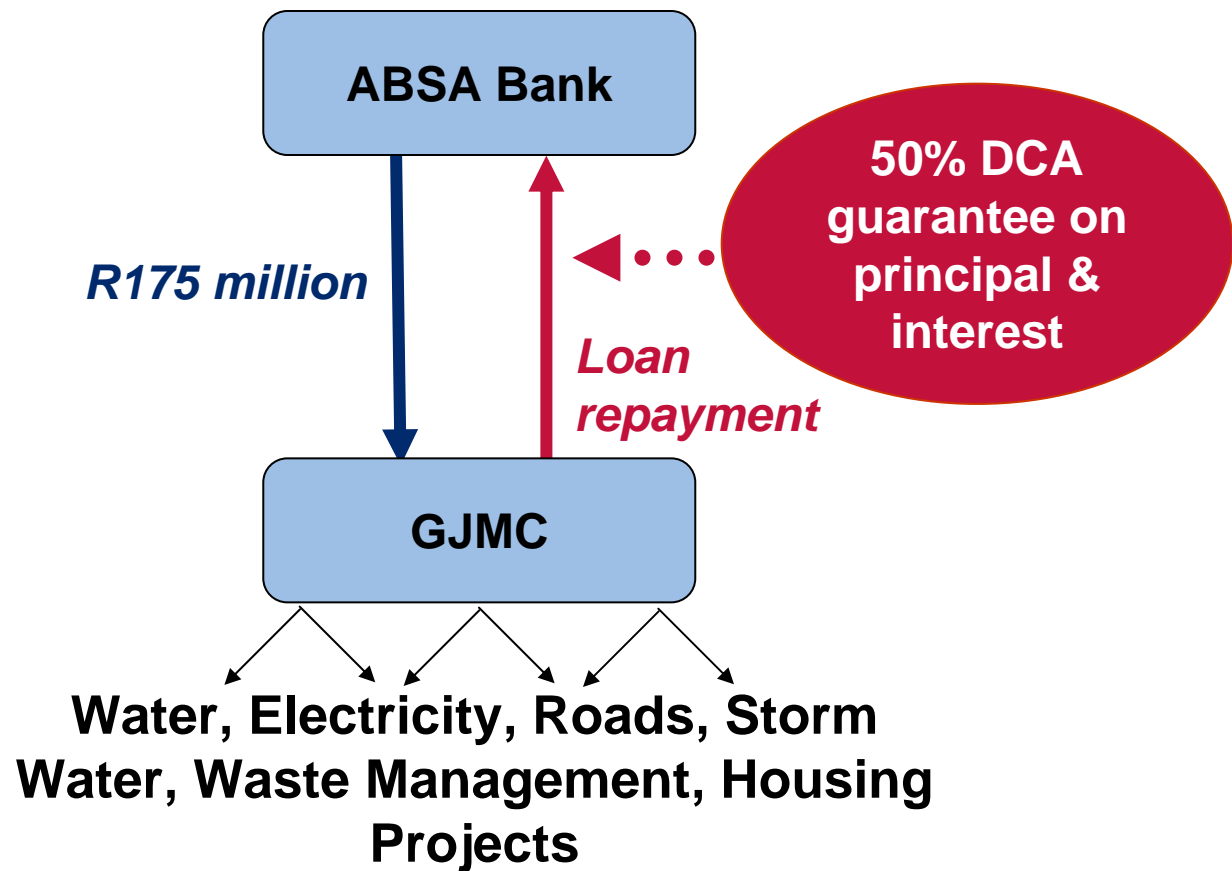 ABSA Bank
50% DCA
guarantee on
principal &
interest
R175 million
Loan
repayment
GJMC
Water, Electricity, Roads, Storm
Water, Waste Management, Housing
Projects